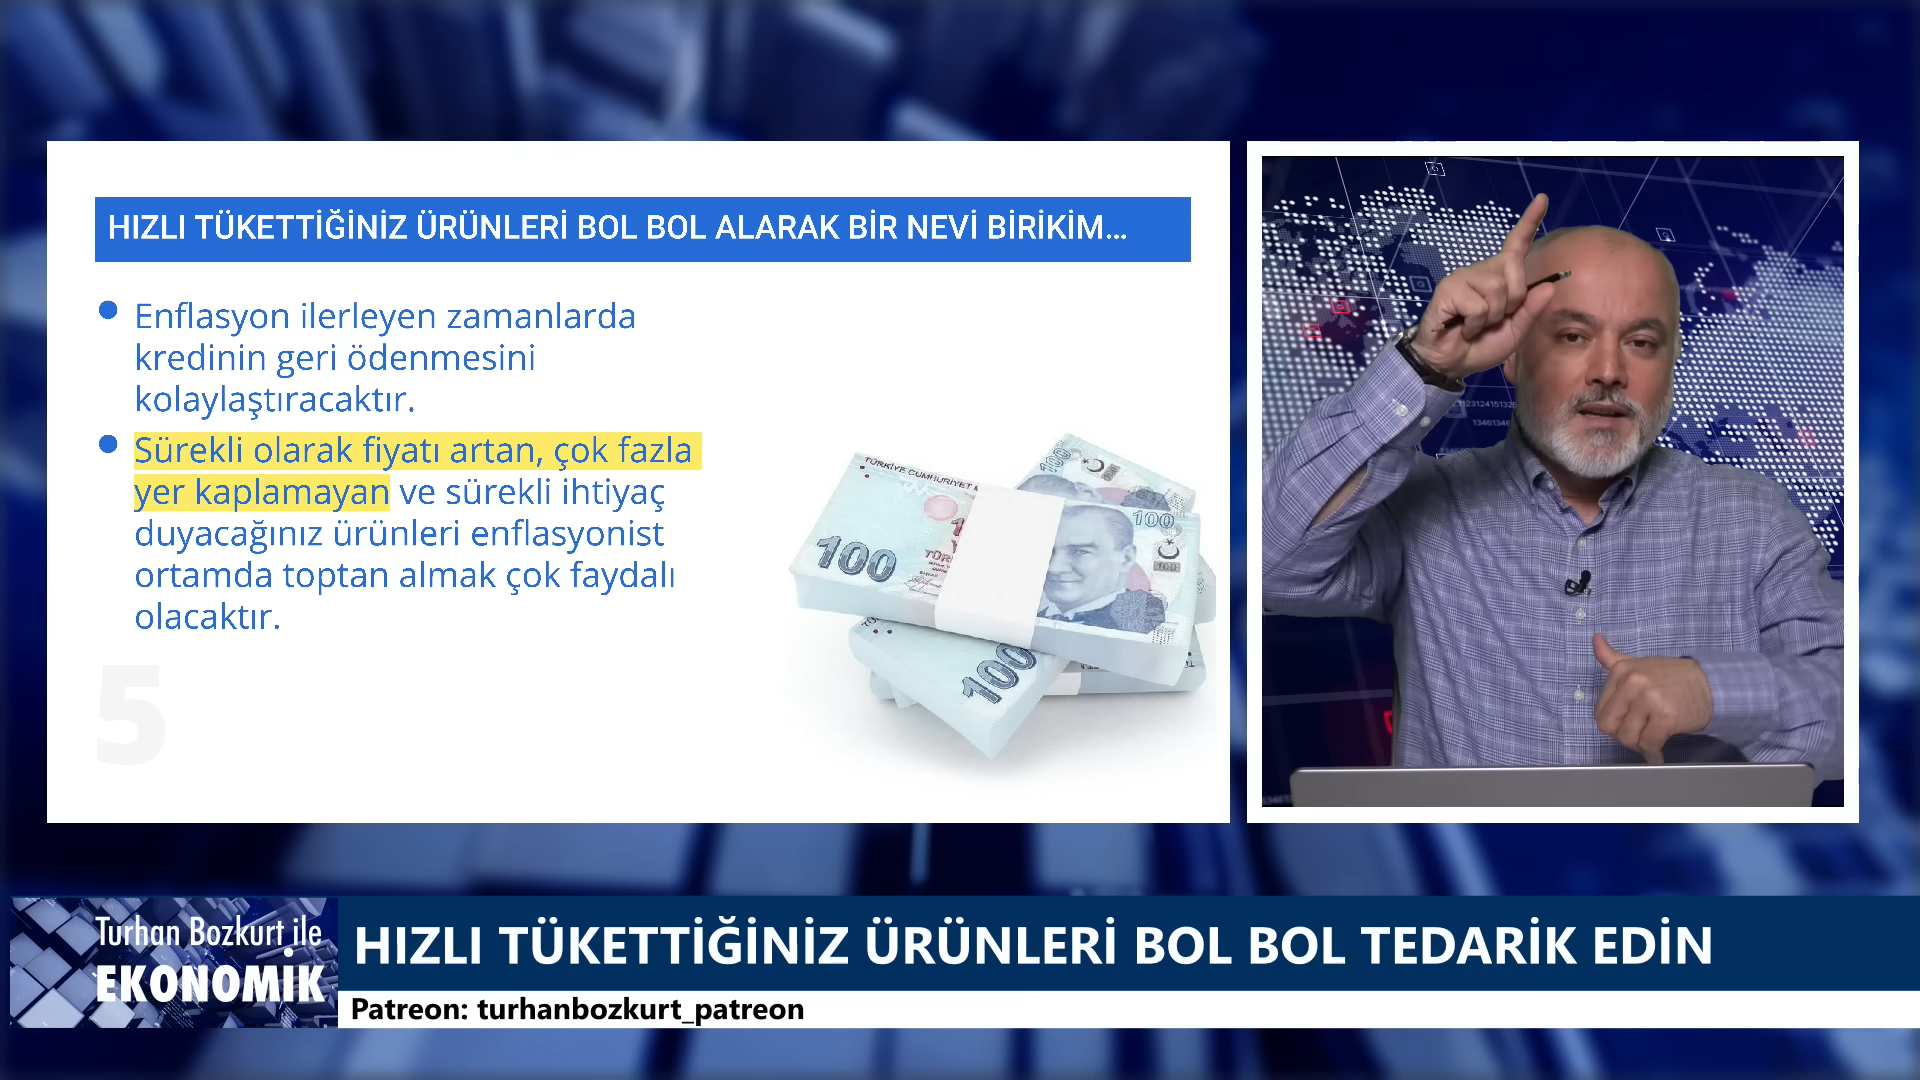 HIZLI TÜKETTİĞİNİZ ÜRÜNLERİ BOL BOL ALARAK BİR NEVİ BİRİKİM...
Enflasyon ilerleyen zamanlarda
kredinin geri ödenmesini
kolaylaştıracaktır.
Sürekli olarak fiyatı artan, çok fazla
yer kaplamayan ve sürekli ihtiyaç
duyacağınız ürünleri enflasyonist
ortamda toptan almak çok faydalı
olacaktır.
5
TÜRKİYE CUMHURİYET
100
100
100
100
100
Turhan Bozkurt ile
EKONOMİK
HIZLI TÜKETTİĞİNİZ ÜRÜNLERİ BOL BOL TEDARİK EDİN
Patreon: turhanbozkurt_patreon